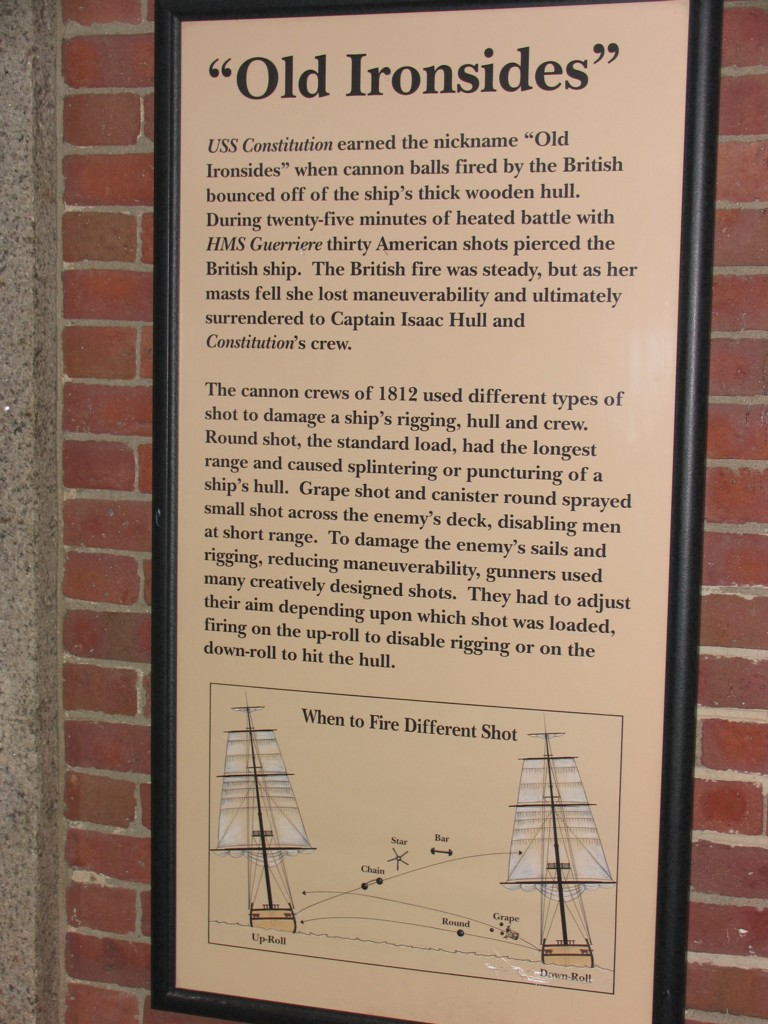 “Old Ironsides”
USS Constitution earned the nickname “Old
Ironsides” when cannon balls fired by the British
bounced off of the ship’s thick wooden hull.
During twenty-five minutes of heated battle with
HMS Guerriere thirty American shots pierced the
British ship. The British fire was steady, but as her
masts fell she lost maneuverability and ultimately
surrendered to Captain Isaac Hull and
Constitution’s crew.
The cannon crews of 1812 used different types of
shot to damage a ship’s rigging, hull and crew.
Round shot, the standard load, had the longest
range and caused splintering or puncturing of a
ship’s hull. Grape shot and canister round sprayed
small shot across the enemy’s deck, disabling men
at short range. To damage the enemy’s sails and
rigging, reducing maneuverability, gunners used
many creatively designed shots. They had to adjust
their aim depending upon which shot was loaded,
firing on the up-roll to disable rigging or on the
down-roll to hit the hull.
When to Fire Different Shot
Star
Bar
Chain
Round
Grape
Up-Roll
Down-Roll